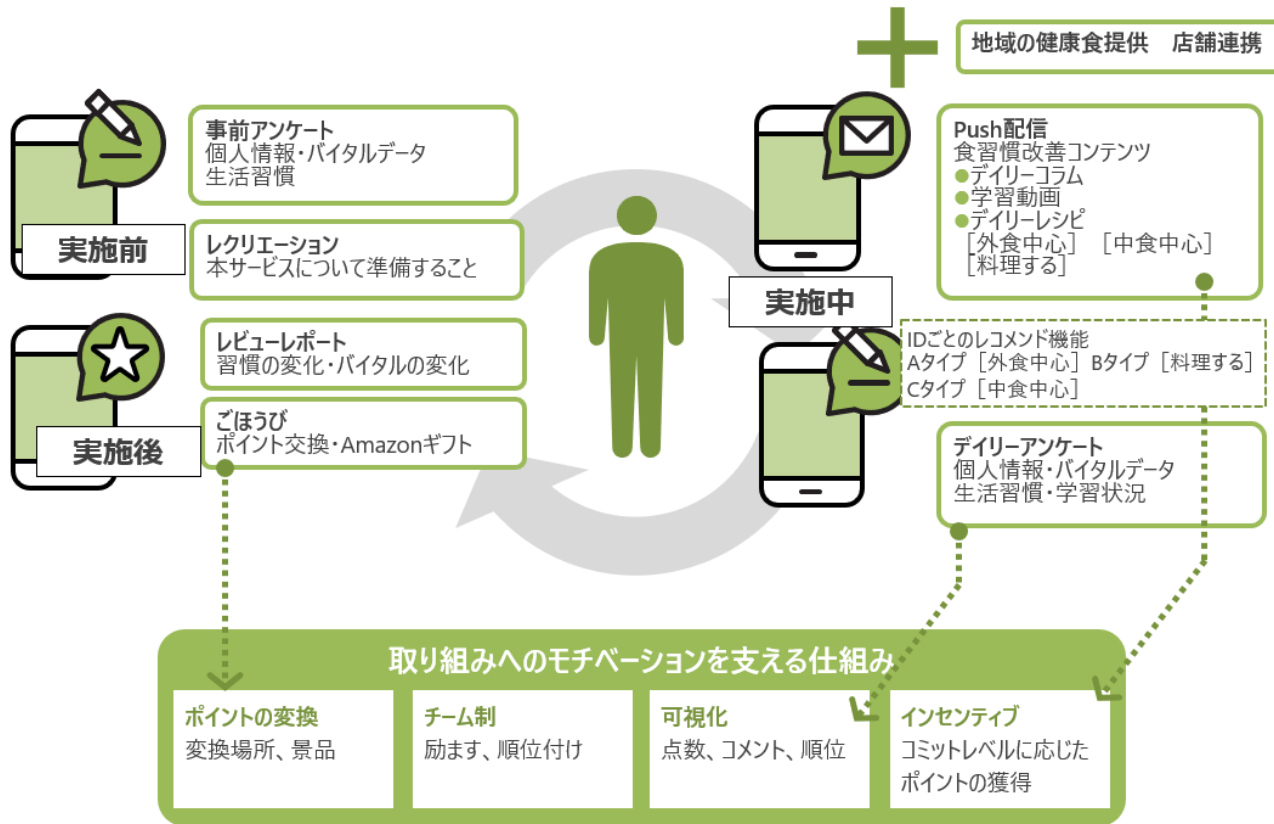 地域の健康食提供　店舗連携
事前アンケート
個人情報・バイタルデータ
生活習慣
実施前
レクリエーション
本サービスについて準備すること
Push配信
食習慣改善コンテンツ
●デイリーコラム
●学習動画
●デイリーレシピ
［外食中心］　［中食中心］
［料理する］
実施中
IDごとのレコメンド機能
Aタイプ［外食中心］Bタイプ［料理する］
Cタイプ［中食中心］
レビューレポート
習慣の変化・バイタルの変化
実施後
ごほうび
ポイント交換・Amazonギフト
デイリーアンケート
個人情報・バイタルデータ
生活習慣・学習状況
取り組みへのモチベーションを支える仕組み
ポイントの変換
変換場所、景品
チーム制
励ます、順位付け
可視化
点数、コメント、順位
インセンティブ
コミットレベルに応じた
ポイントの獲得